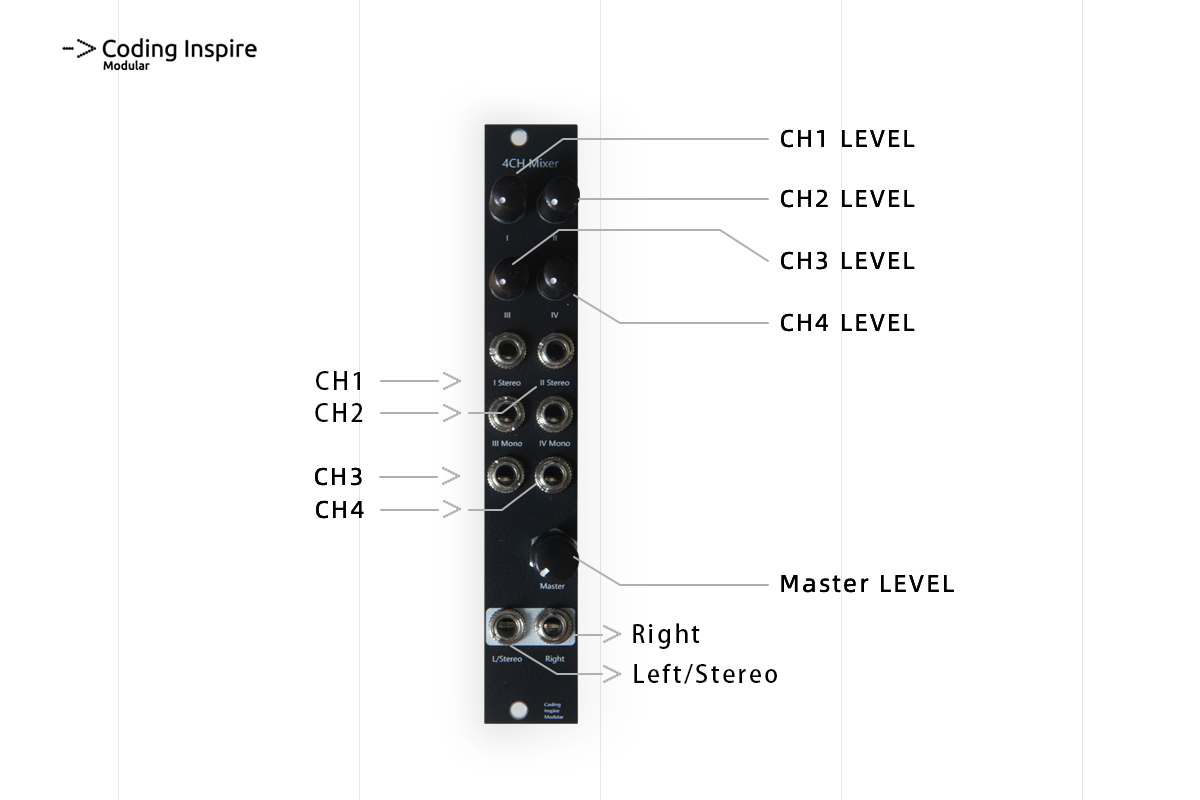 Coding Inspire
Modular
CH1 LEVEL
4CH Mixer
CH2 LEVEL
I II
CH3 LEVEL
III IV
CH4 LEVEL
CH1
I Stereo II Stereo
CH2
III Mono IV Mono
CH3
CH4
Master LEVEL
Master
Right
L/Stereo Right
Left/Stereo
Coding
Inspire
Modular